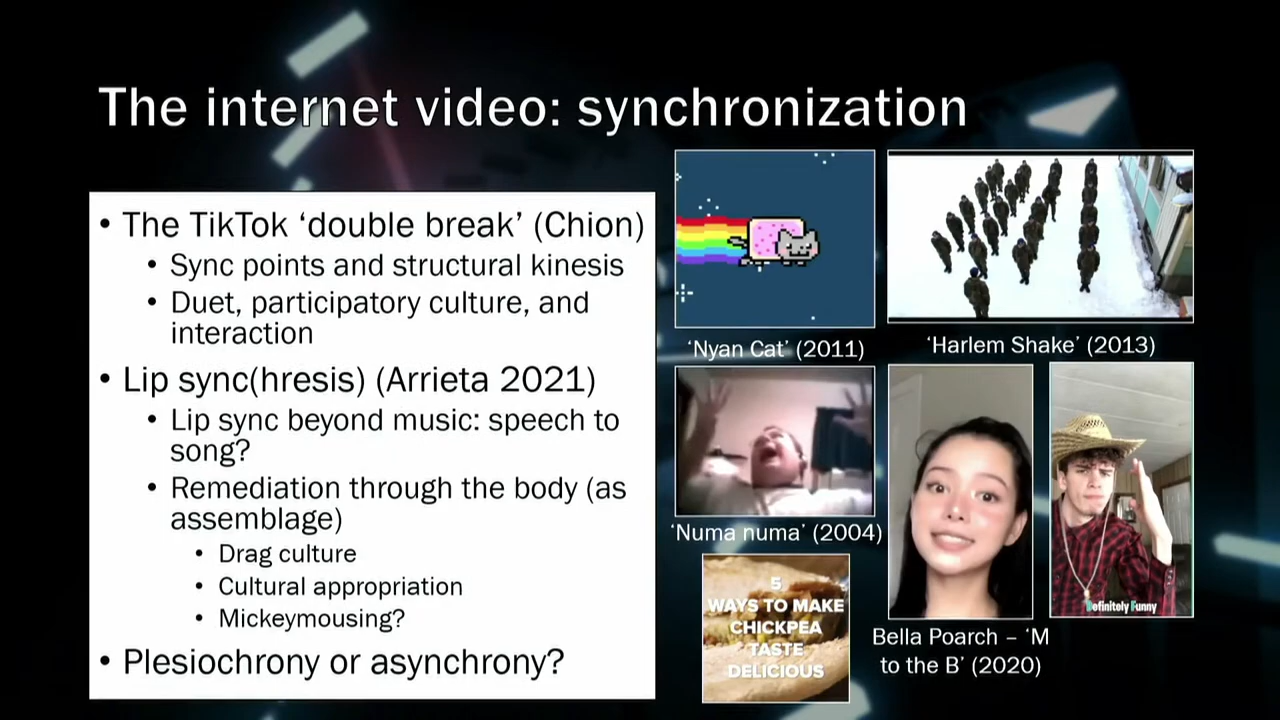 The internet video: synchronization
• The TikTok ‘double break’ (Chion)
• Sync points and structural kinesis
• Duet, participatory culture, and
interaction
• Lip sync(hresis) (Arrieta 2021)
• Lip sync beyond music: speech to
song?
• Remediation through the body (as
assemblage)
• Drag culture
• Cultural appropriation
• Mickeymousing?
• Plesiochrony or asynchrony?
‘Nyan Cat’ (2011)
‘Harlem Shake’ (2013)
‘Numa numa’ (2004)
5
WAYS TO MAKE
CHICKPEA
TASTE
DELICIOUS
Definitely Funny
Bella Poarch – ‘M
to the B’ (2020)